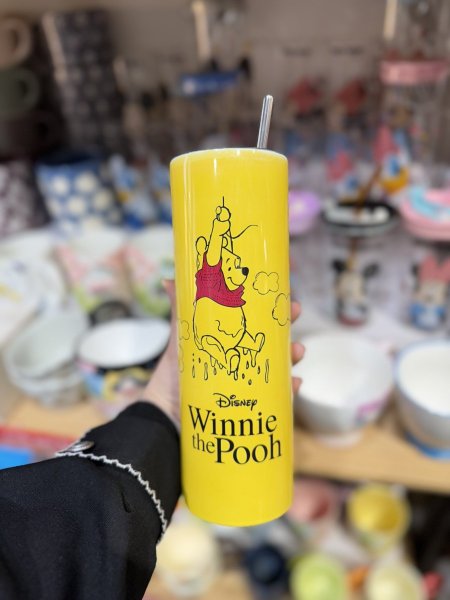 Disney
Winnie
the Pooh